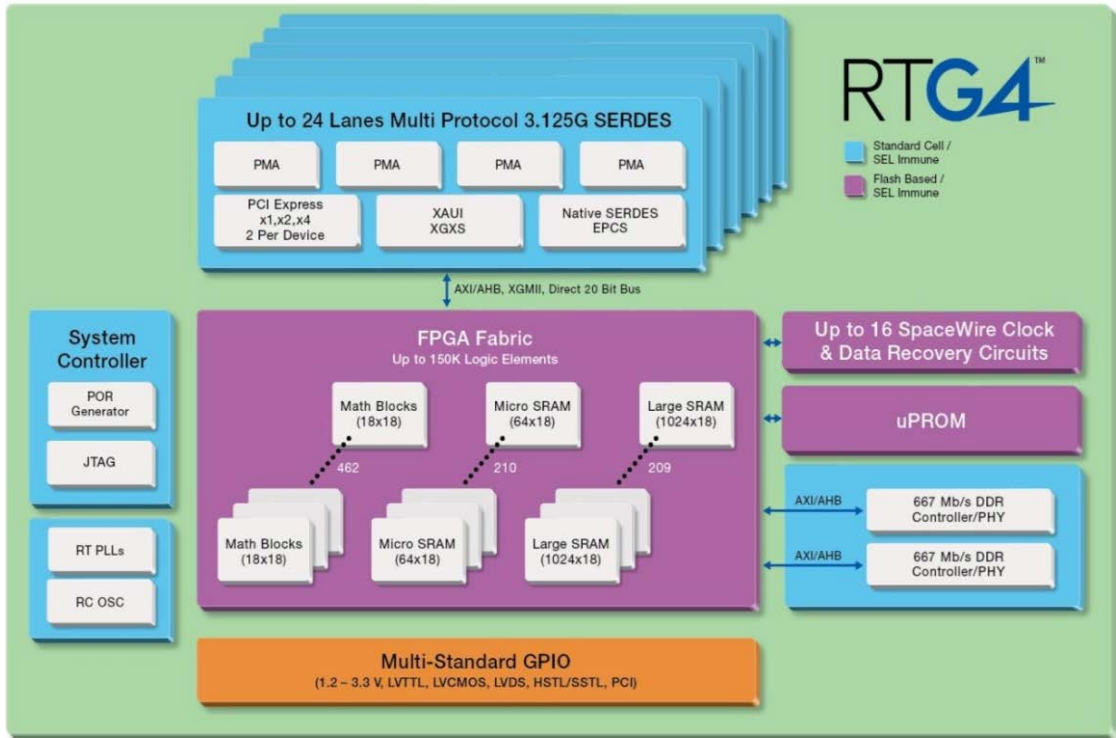 RTG4™
Standard Cell /
SEL Immune
Flash Based /
SEL Immune
Up to 24 Lanes Multi Protocol 3.125G SERDES
PMA
PMA
PMA
PMA
PCI Express
x1,x2,x4
2 Per Device
XAUI
XGXS
Native SERDES
EPCS
AXI/AHB, XGMII, Direct 20 Bit Bus
System
Controller
POR
Generator
JTAG
RT PLLs
RC OSC
FPGA Fabric
Up to 150K Logic Elements
Math Blocks
(18x18)
Micro SRAM
(64x18)
Large SRAM
(1024x18)
462
210
209
Math Blocks
(18x18)
Micro SRAM
(64x18)
Large SRAM
(1024x18)
Up to 16 SpaceWire Clock
& Data Recovery Circuits
uPROM
AXI/AHB
667 Mb/s DDR
Controller/PHY
AXI/AHB
667 Mb/s DDR
Controller/PHY
Multi-Standard GPIO
(1.2 – 3.3 V, LVTTL, LVCMOS, LVDS, HSTL/SSTL, PCI)